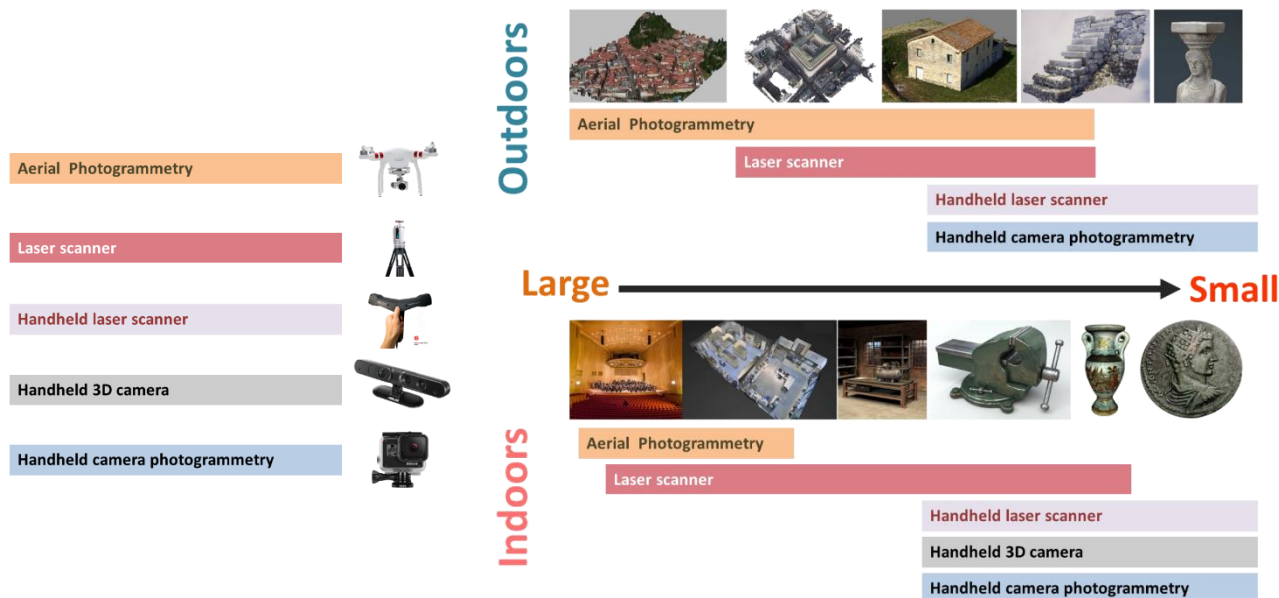 Aerial Photogrammetry
Laser scanner
Handheld laser scanner
Handheld 3D camera
Handheld camera photogrammetry
Outdoors
Aerial Photogrammetry
Laser scanner
Handheld laser scanner
Handheld camera photogrammetry
Large
Small
Indoors
Aerial Photogrammetry
Laser scanner
Handheld laser scanner
Handheld 3D camera
Handheld camera photogrammetry